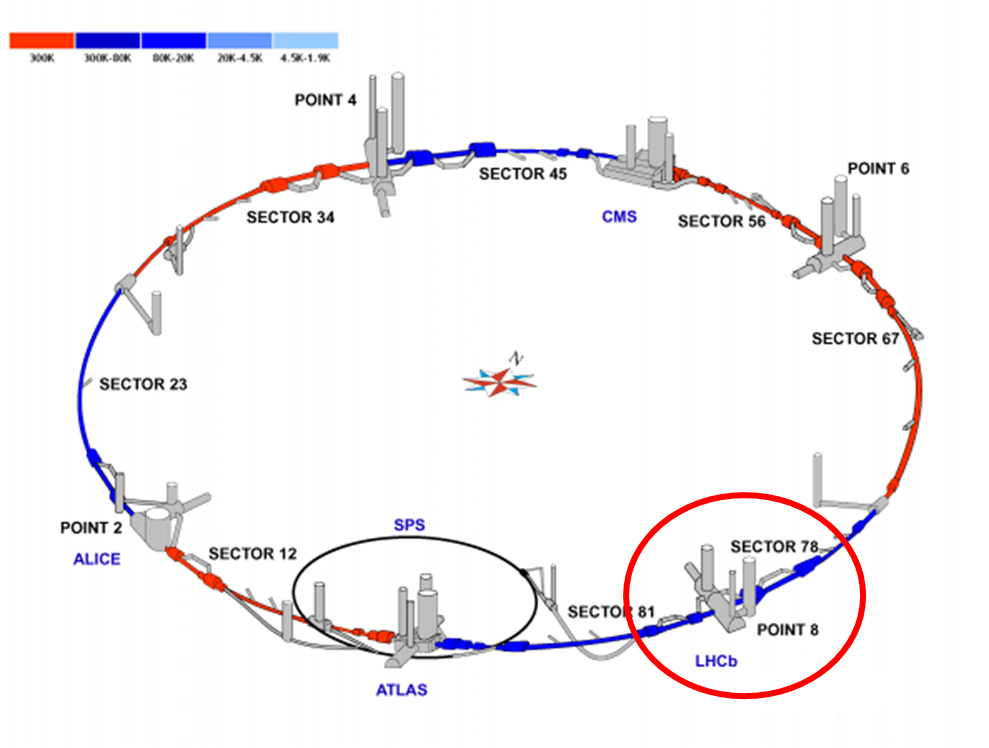 300K 300K-80K 80K-20K 20K-4.5K 4.5K-1.9K
POINT 4
SECTOR 45
POINT 6
SECTOR 34
CMS
SECTOR 56
SECTOR 67
N
SECTOR 23
POINT 2
SPS
ALICE
SECTOR 12
SECTOR 78
SECTOR 81
POINT 8
LHCb
ATLAS